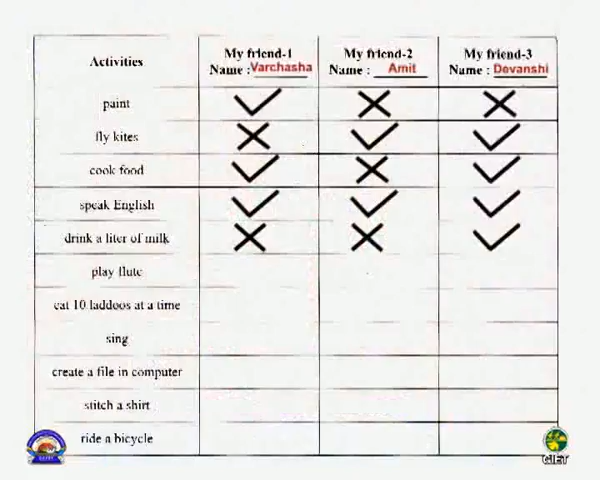 Activities My friend-1 My friend-2 My friend-3
Name : Varchasha Name : Amit Name : Devanshi
paint
fly kites
cook food
speak English
drink a liter of milk
play flute
eat 10 laddoos at a time
sing
create a file in computer
stitch a shirt
ride a bicycle
CIET